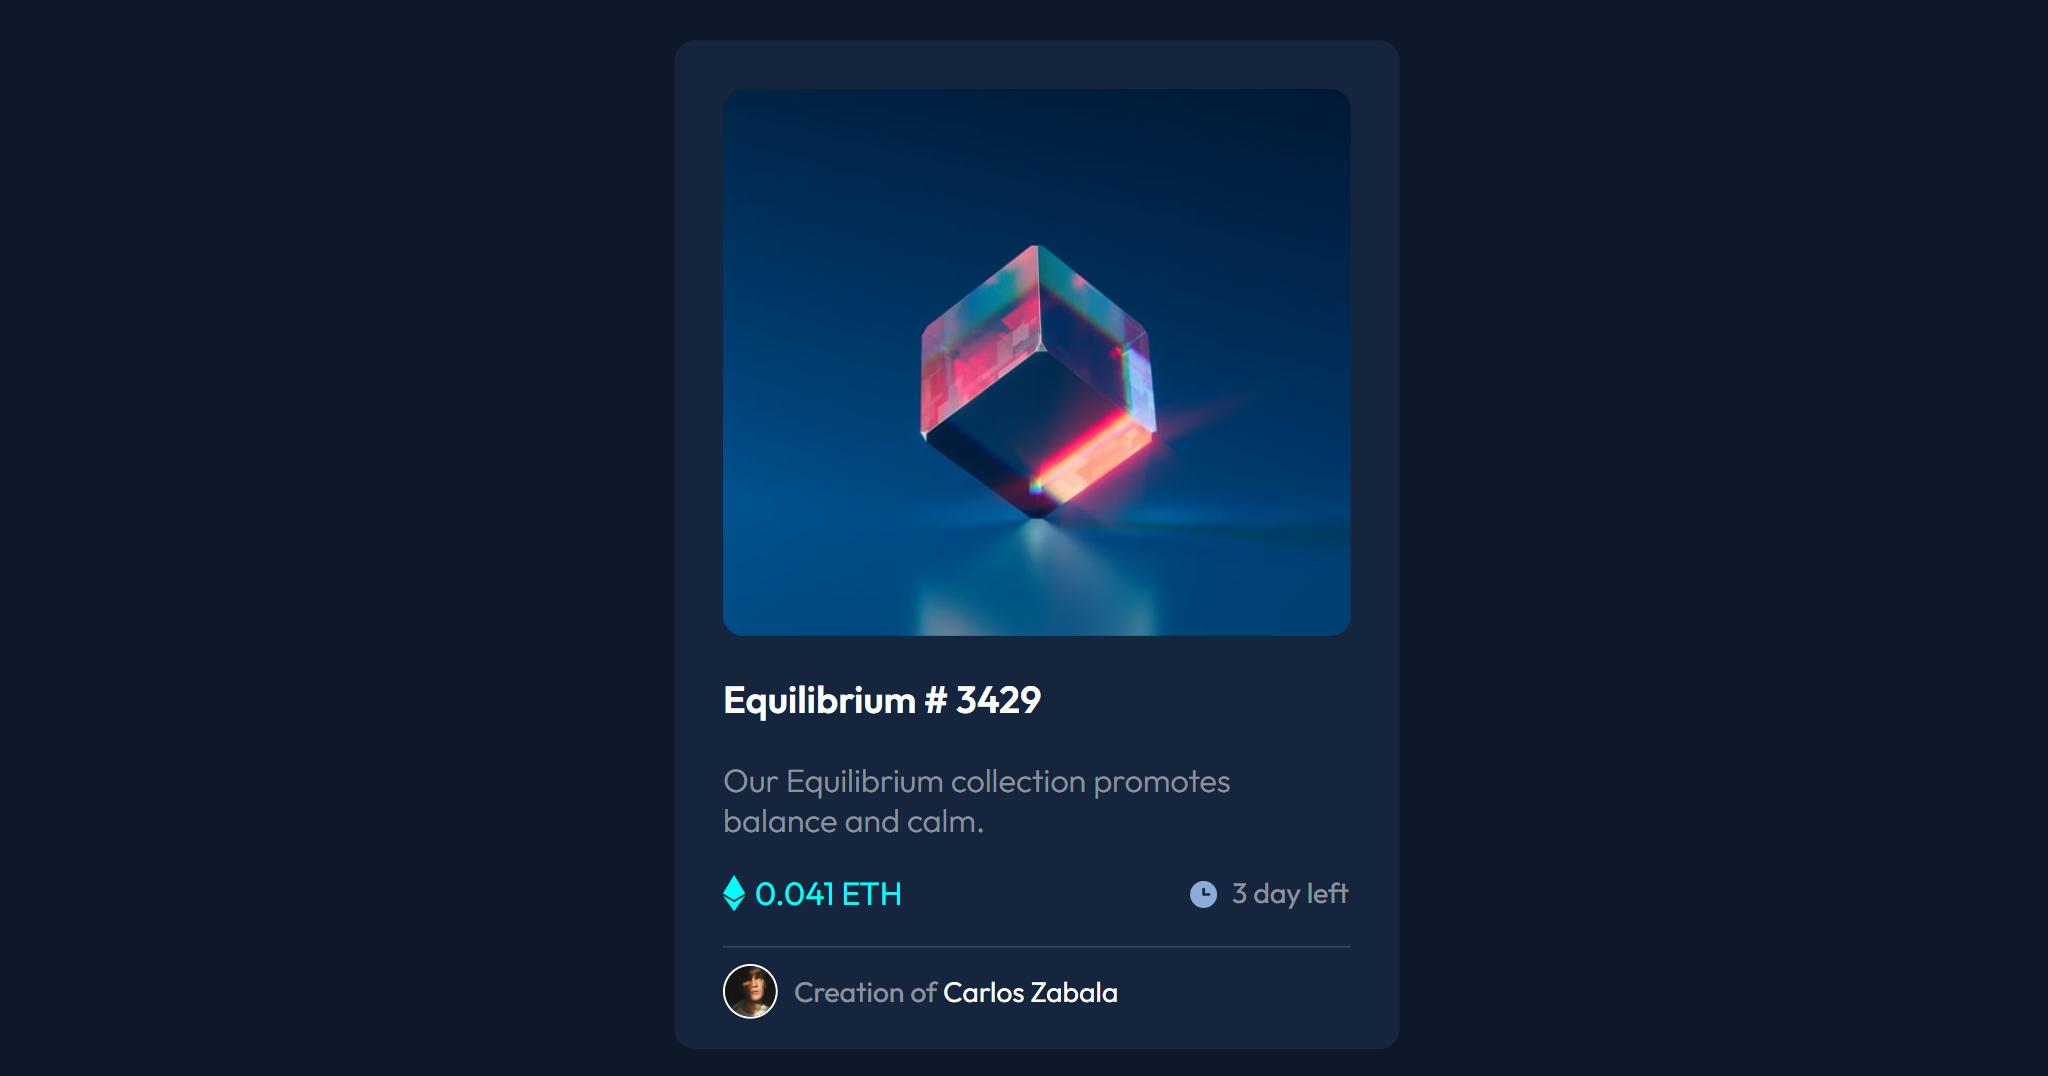 Equilibrium # 3429
Our Equilibrium collection promotes
balance and calm.
0.041 ETH
3 day left
Creation of Carlos Zabala